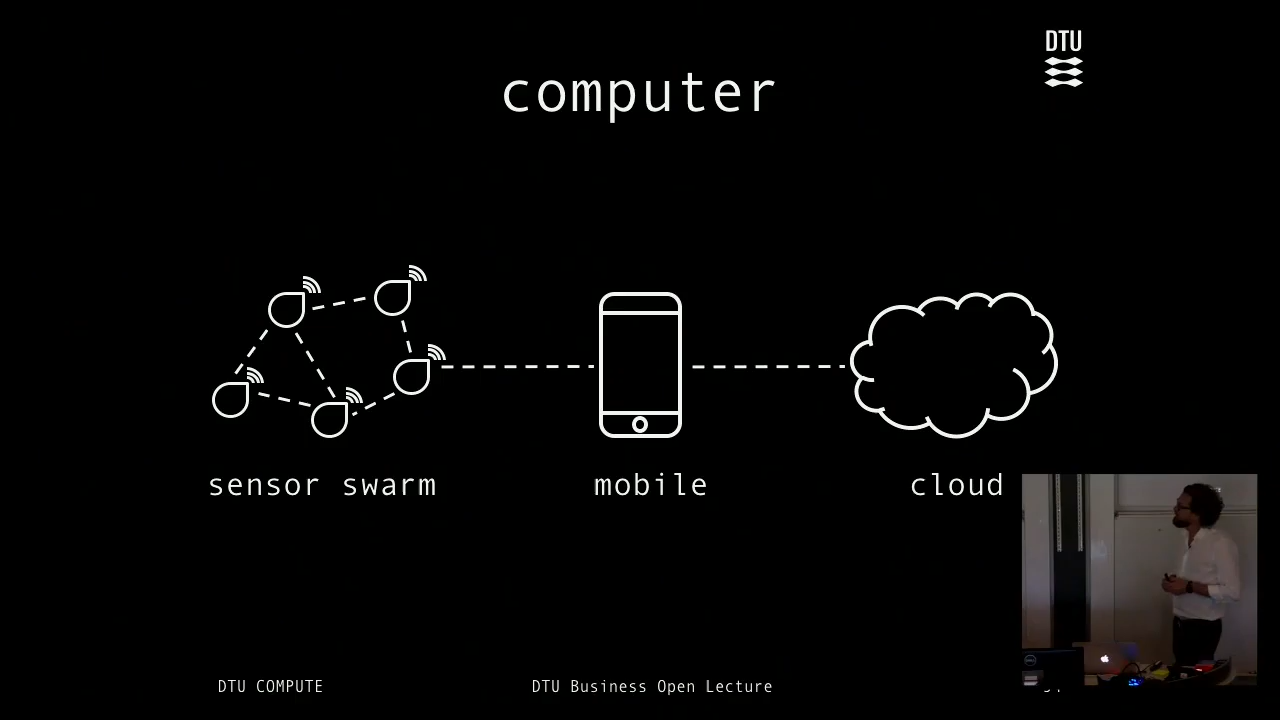 DTU
computer
sensor swarm
mobile
cloud
DTU COMPUTE
DTU Business Open Lecture